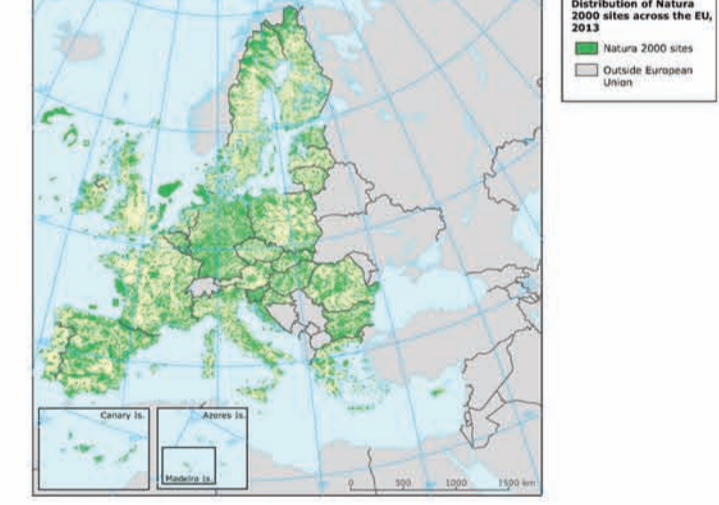 Distribution of Natura
2000 sites across the EU,
2013
Natura 2000 sites
Outside European
Union
Canary Is.
Azores Is.
Madeira Is.
0 500 1000 1500 km